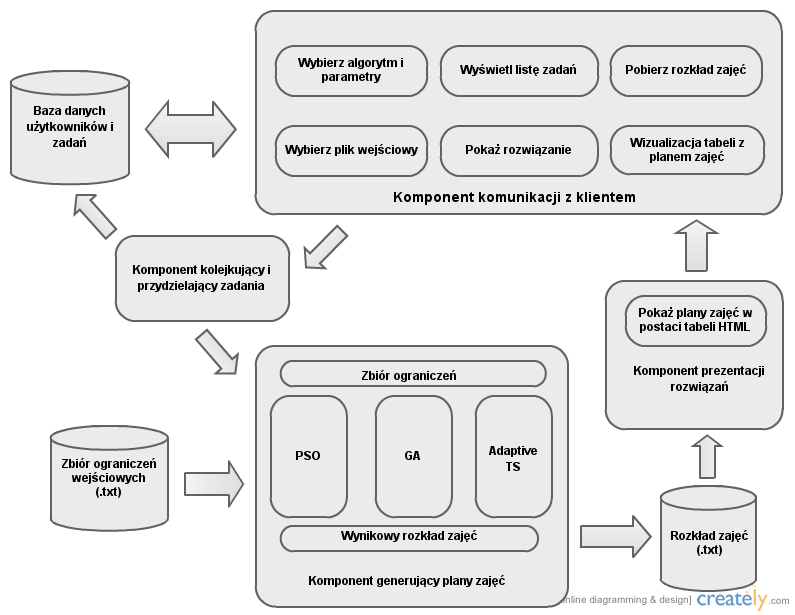 Wybierz algorytm i
parametry
Wyświetl listę zadań
Pobierz rozkład zajęć
Baza danych
użytkowników i
zadań
Wybierz plik wejściowy
Pokaż rozwiązanie
Wizualizacja tabeli z
planem zajęć
Komponent komunikacji z klientem
Komponent kolejkujący i
przydzielający zadania
Pokaż plany zajęć w
postaci tabeli HTML
Komponent prezentacji
rozwiązań
Zbiór ograniczeń
PSO
GA
Adaptive
TS
Zbiór ograniczeń
wejściowych
(.txt)
Wynikowy rozkład zajęć
Rozkład zajęć
(.txt)
Komponent generujący plany zajęć
online diagramming & design] creately.com